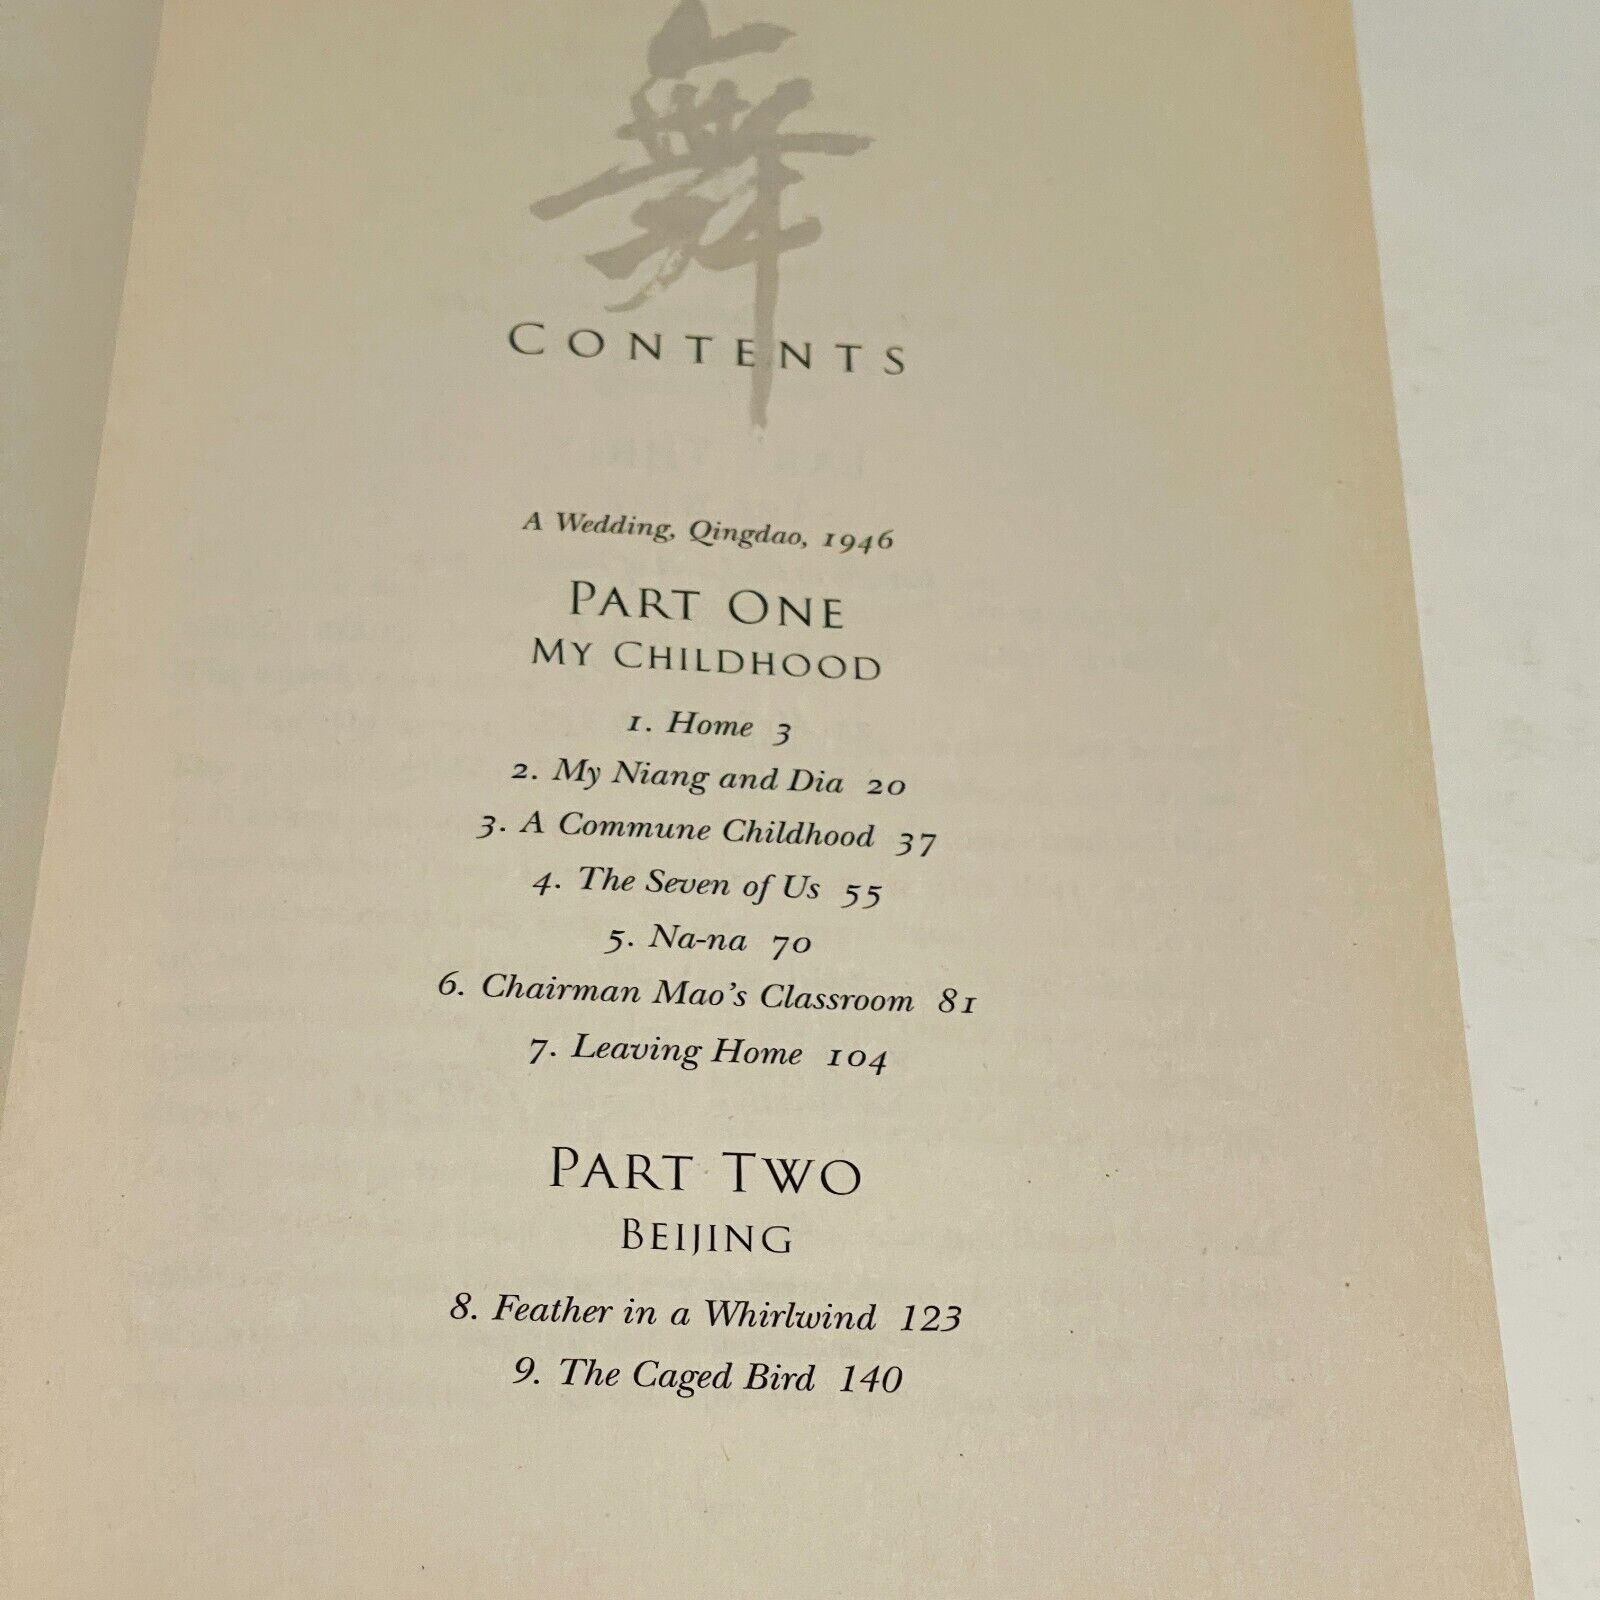 舞
CONTENTS
A Wedding, Qingdao, 1946
PART ONE
MY CHILDHOOD
1. Home 3
2. My Niang and Dia 20
3. A Commune Childhood 37
4. The Seven of Us 55
5. Na-na 70
6. Chairman Mao's Classroom 81
7. Leaving Home 104
PART TWO
BEIJING
8. Feather in a Whirlwind 123
9. The Caged Bird 140